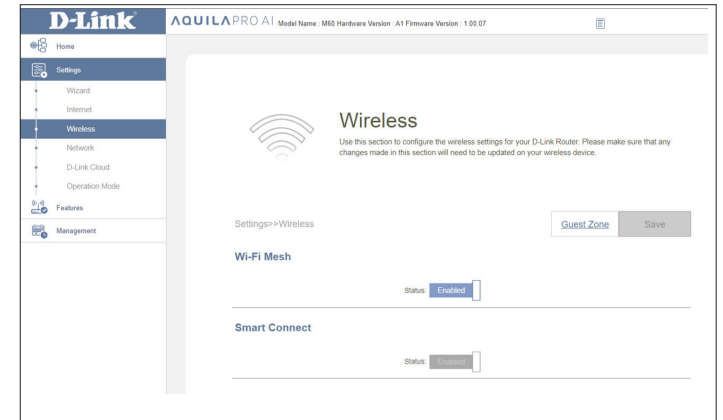 D-Link
AQUILA PRO AI Model Name : M60 Hardware Version : A1 Firmware Version : 1.00.07
Home
Settings
Wizard
Internet
Wireless
Network
D-Link Cloud
Operation Mode
Features
Management
Wireless
Use this section to configure the wireless settings for your D-Link Router. Please make sure that any
changes made in this section will need to be updated on your wireless device.
Settings>>Wireless
Guest Zone
Save
Wi-Fi Mesh
Status: Enabled
Smart Connect
Status: Enabled